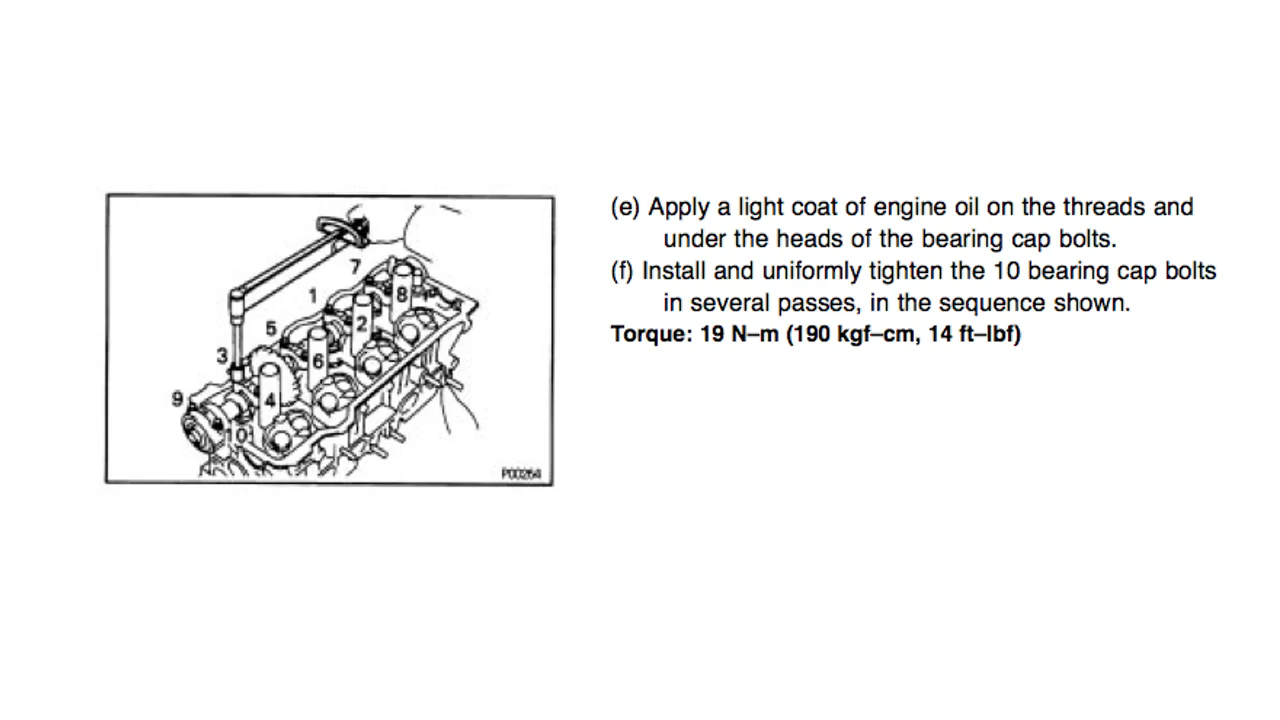 7
1
8
5
2
3
6
9
4
10
P00264
(e) Apply a light coat of engine oil on the threads and
under the heads of the bearing cap bolts.
(f) Install and uniformly tighten the 10 bearing cap bolts
in several passes, in the sequence shown.
Torque: 19 N–m (190 kgf–cm, 14 ft–lbf)